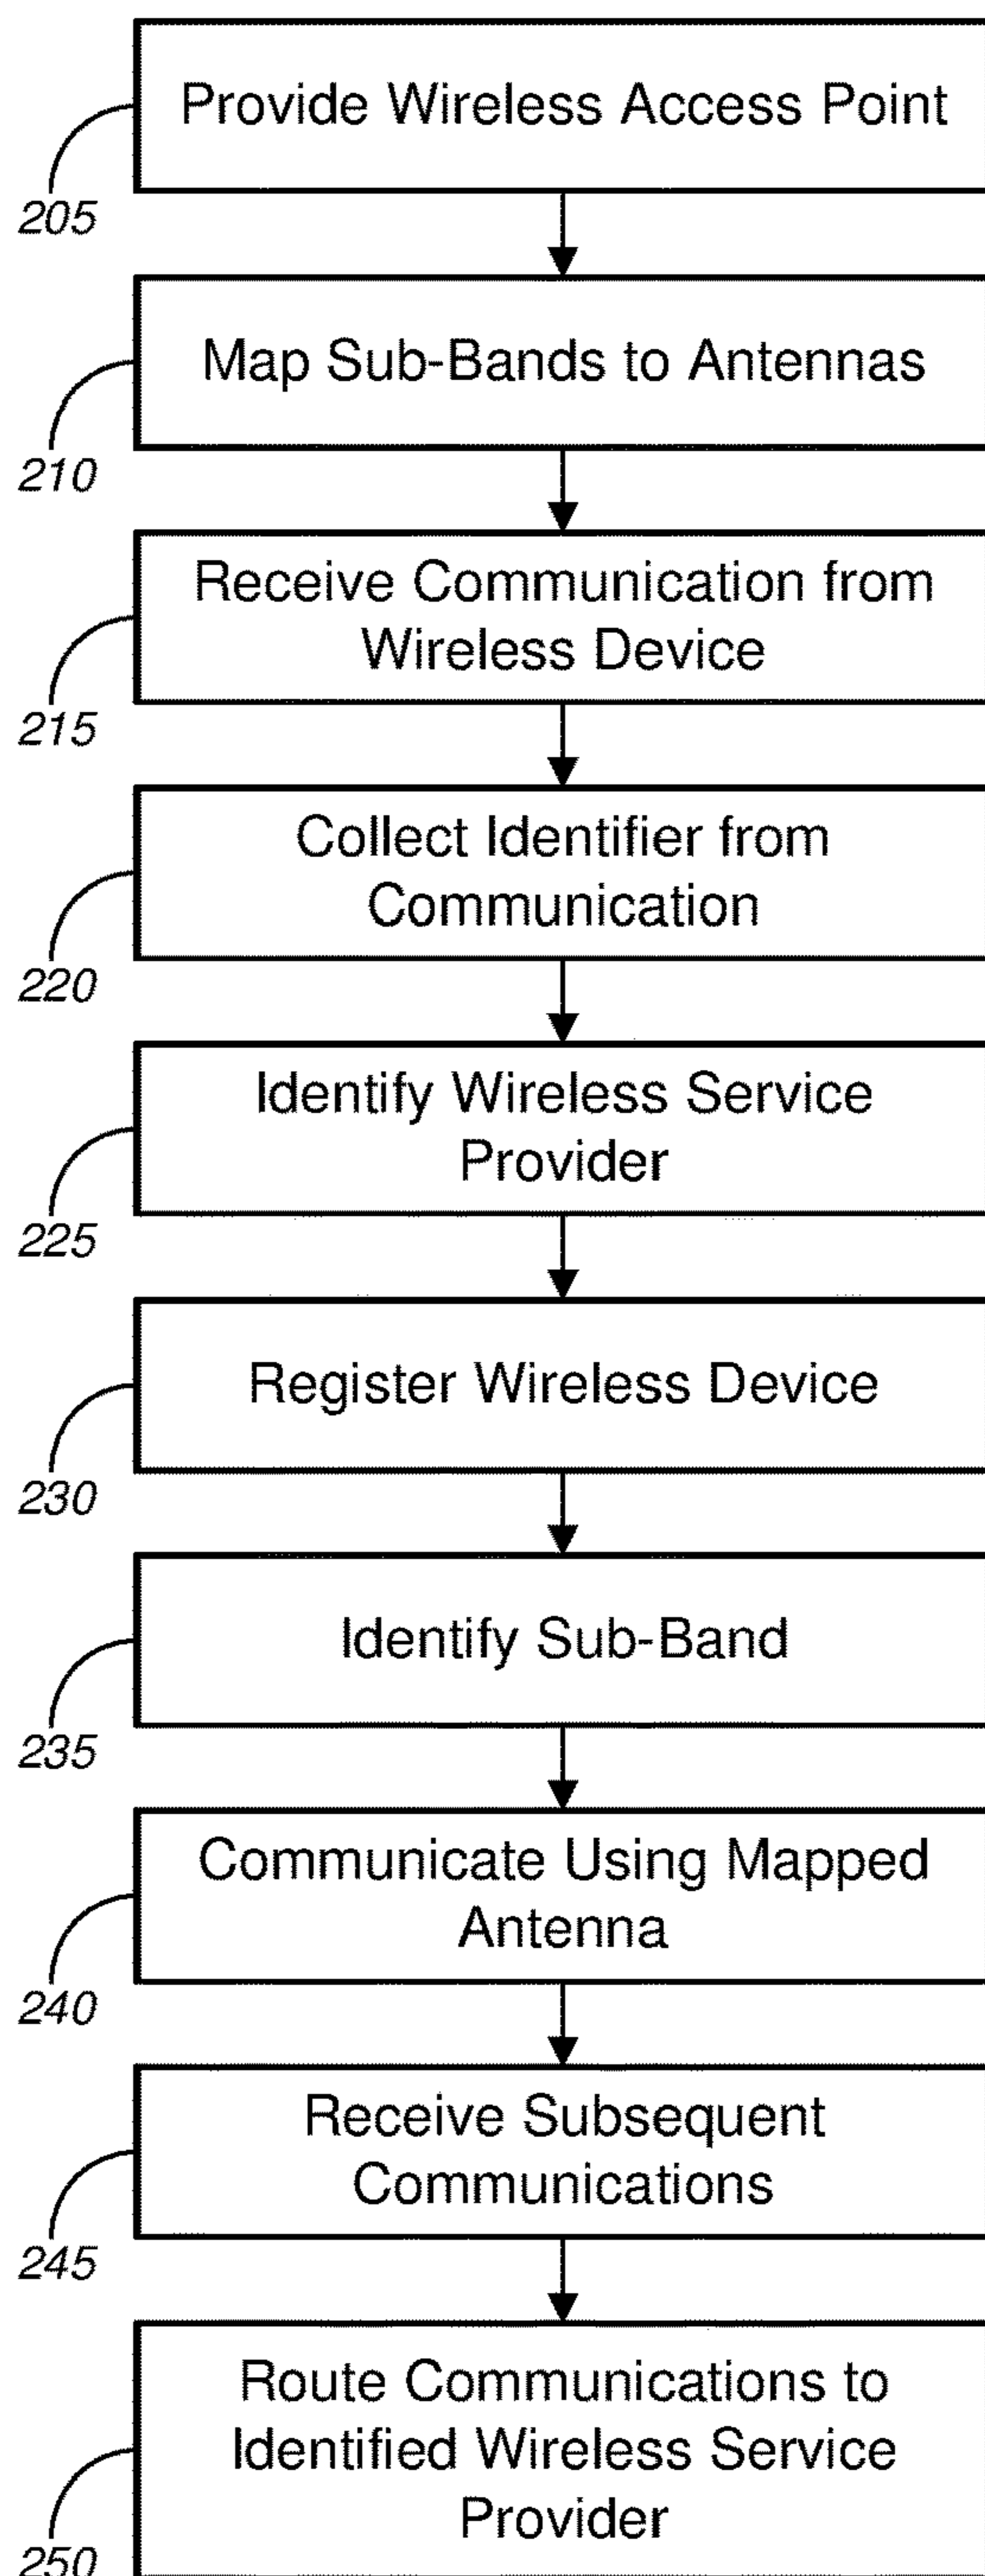 Provide Wireless Access Point
205
Map Sub-Bands to Antennas
210
Receive Communication from
Wireless Device
215
Collect Identifier from
Communication
220
Identify Wireless Service
Provider
225
Register Wireless Device
230
Identify Sub-Band
235
Communicate Using Mapped
Antenna
240
Receive Subsequent
Communications
245
Route Communications to
Identified Wireless Service
Provider
250